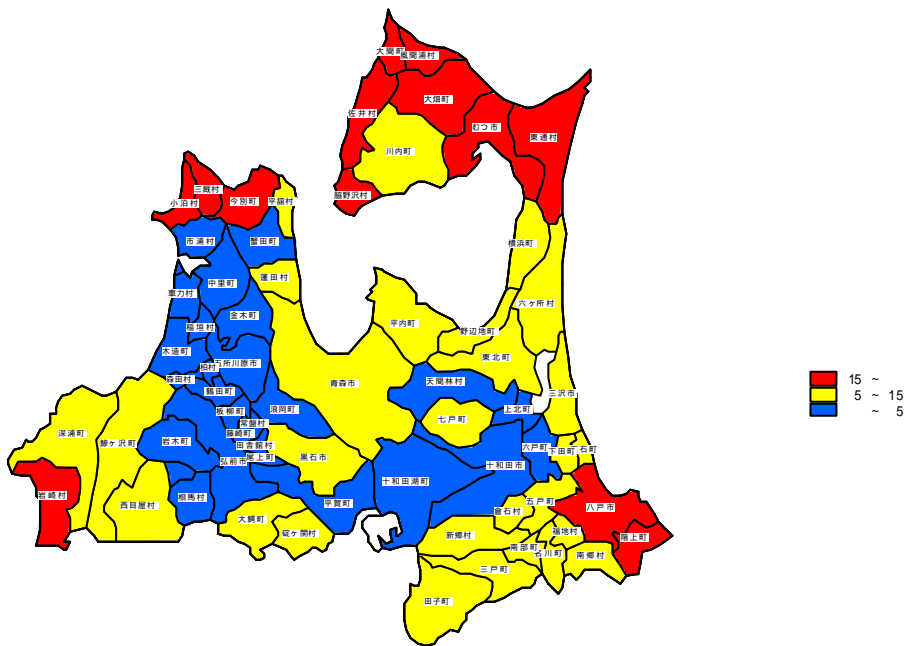 大間町
風間浦村
大畑町
佐井村
むつ市
東通村
川内町
脇野沢村
三厩村
小泊村
今別町
平舘村
市浦村
蟹田町
横浜町
蓬田村
中里町
車力村
六ヶ所村
金木町
稲垣村
平内町
野辺地町
木造町
五所川原市
東北町
柏村
森田村
青森市
天間林村
鶴田町
三沢市
板柳町
浪岡町
上北町
常盤村
七戸町
藤崎町
深浦町
鰺ヶ沢町
岩木町
田舎館村
六戸町
下田町
百石町
尾上町
黒石市
弘前市
十和田市
十和田湖町
岩崎村
相馬村
平賀町
西目屋村
五戸町
八戸市
倉石村
大鰐町
碇ヶ関村
新郷村
福地村
階上町
南部町
名川町
南郷村
三戸町
田子町
15 ~
5 ~ 15
~ 5